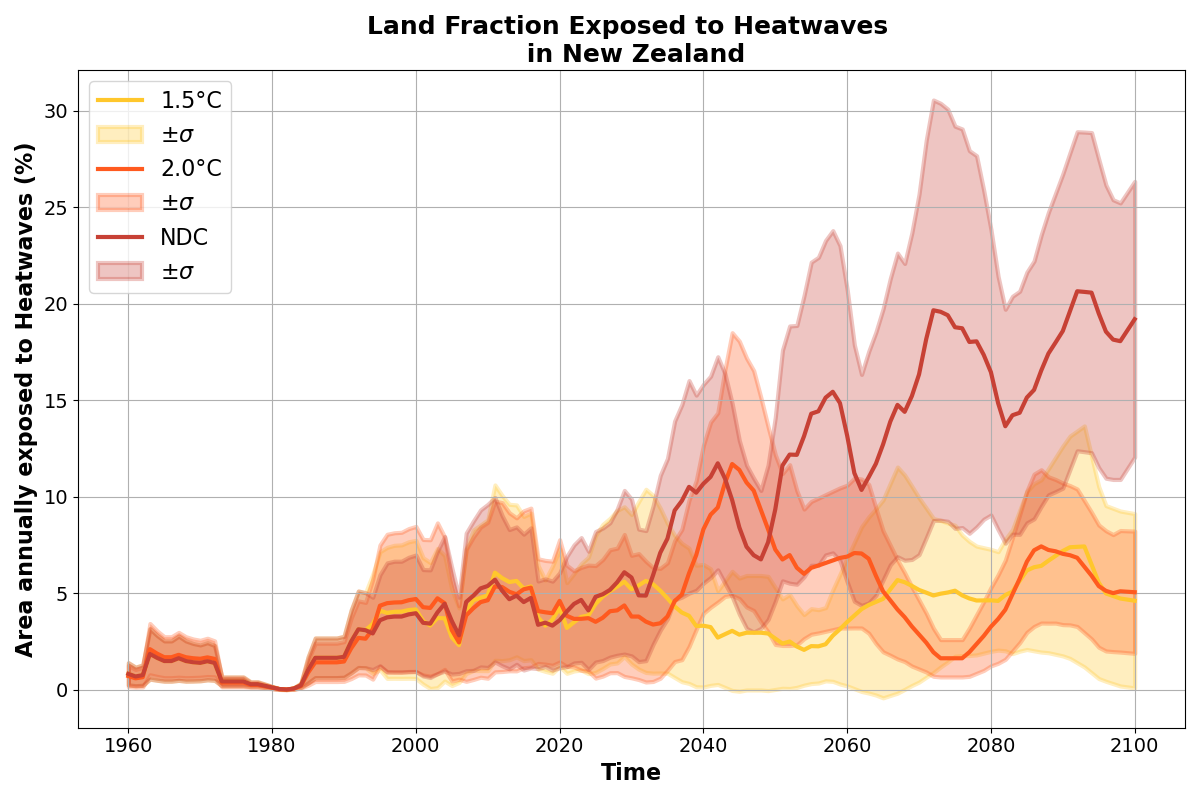 Land Fraction Exposed to Heatwaves
in New Zealand
Area annually exposed to Heatwaves (%)
30
25
20
15
10
5
0
1.5°C
±σ
2.0°C
±σ
NDC
±σ
1960 1980 2000 2020 2040 2060 2080 2100
Time